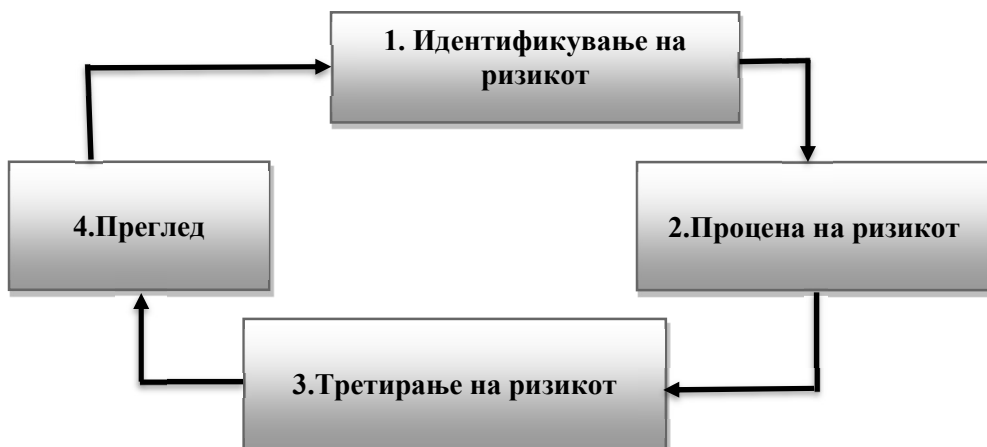 1. Идентификување на
ризикот
2.Процена на ризикот
3.Третирање на ризикот
4.Преглед